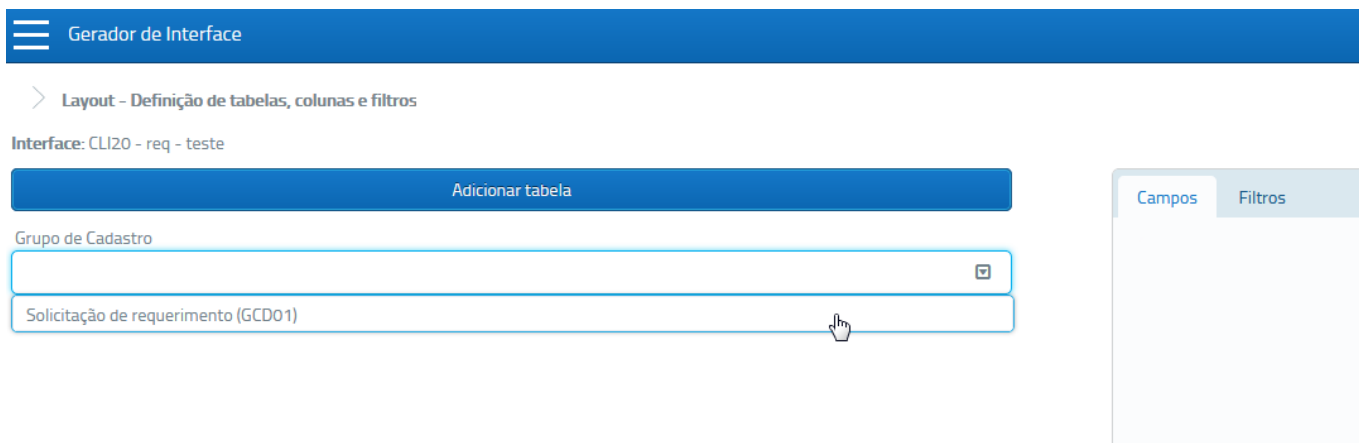 Gerador de Interface
Layout - Definição de tabelas, colunas e filtros
Interface: CLI20 - req - teste
Adicionar tabela
Campos Filtros
Grupo de Cadastro
Solicitação de requerimento (GCD01)